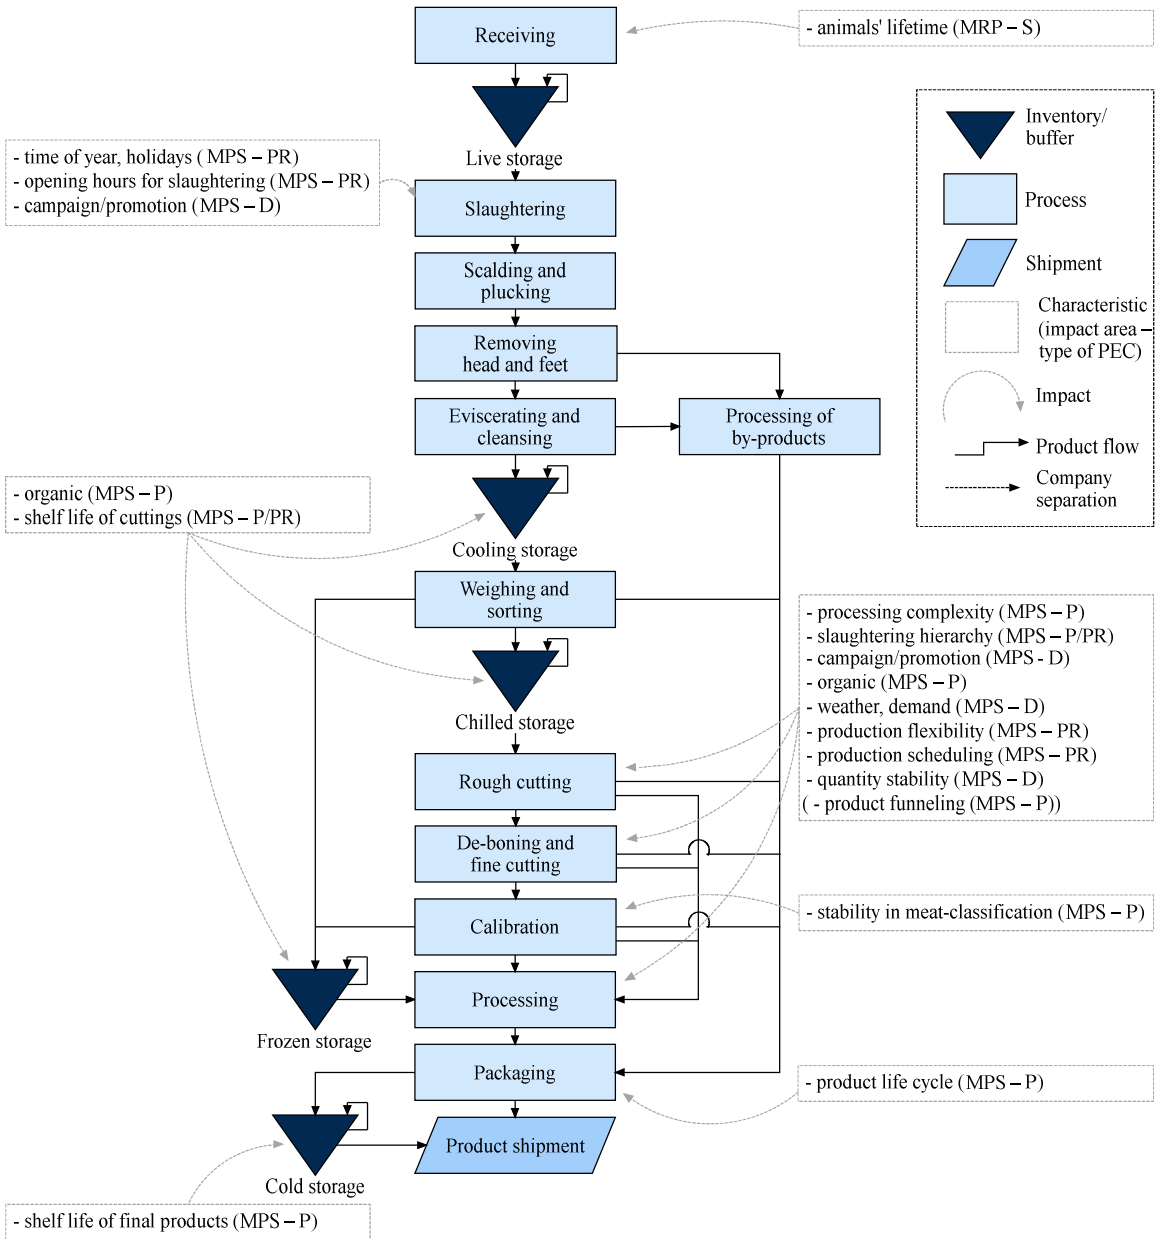 Receiving
- animals' lifetime (MRP – S)
Live storage
- time of year, holidays (MPS – PR)
- opening hours for slaughtering (MPS – PR)
- campaign/promotion (MPS – D)
Slaughtering
Scalding and
plucking
Removing
head and feet
Eviscerating and
cleansing
Processing of
by-products
- organic (MPS – P)
- shelf life of cuttings (MPS – P/PR)
Cooling storage
Weighing and
sorting
Chilled storage
- processing complexity (MPS – P)
- slaughtering hierarchy (MPS – P/PR)
- campaign/promotion (MPS - D)
- organic (MPS – P)
- weather, demand (MPS – D)
- production flexibility (MPS – PR)
- production scheduling (MPS – PR)
- quantity stability (MPS – D)
( - product funneling (MPS – P))
Rough cutting
De-boning and
fine cutting
Calibration
- stability in meat-classification (MPS – P)
Processing
Frozen storage
Packaging
- product life cycle (MPS – P)
Product shipment
Cold storage
- shelf life of final products (MPS – P)
Inventory/
buffer
Process
Shipment
Characteristic
(impact area –
type of PEC)
Impact
Product flow
Company
separation